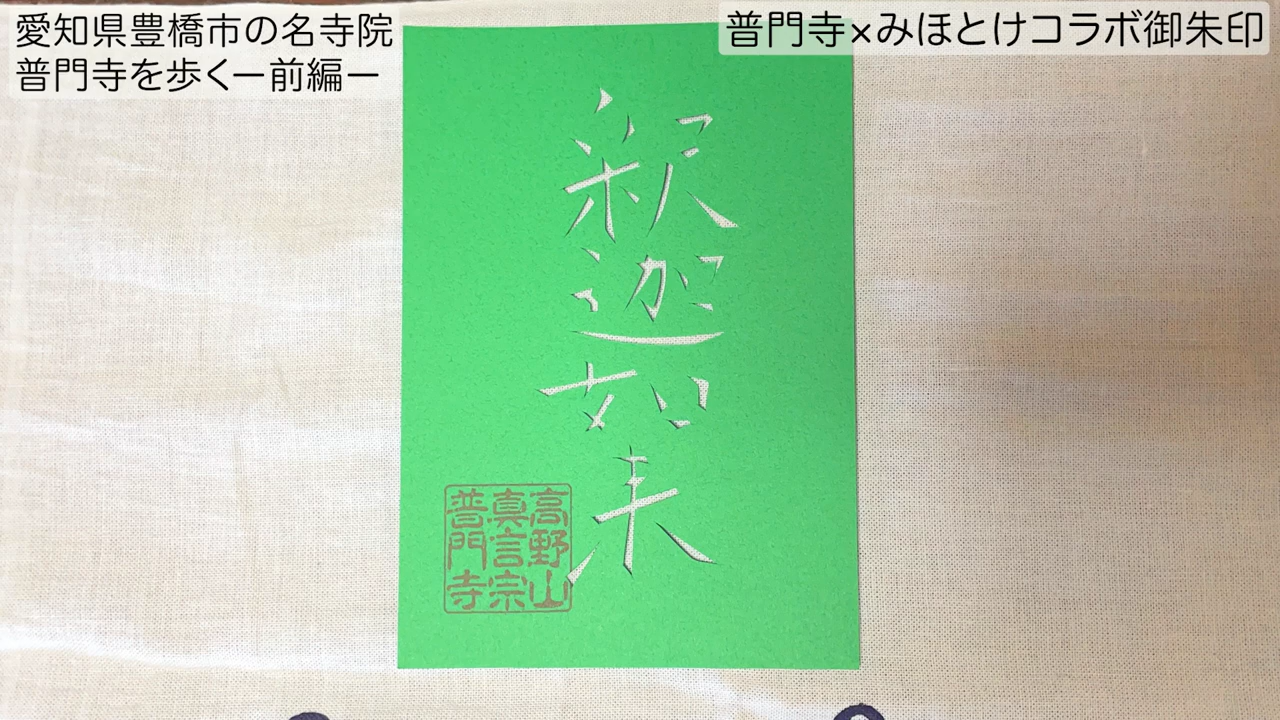 愛知県豊橋市の名寺院
普門寺を歩くー前編ー
普門寺×みほとけコラボ御朱印
釈迦如来
高野山
真言宗
普門寺